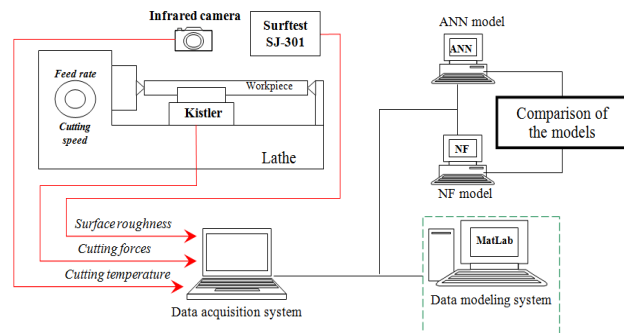 Infrared camera
Surftest
SJ-301
ANN model
ANN
Feed rate
Workpiece
Kistler
Cutting
speed
Lathe
Comparison of
the models
NF
NF model
Surface roughness
Cutting forces
Cutting temperature
MatLab
Data acquisition system
Data modeling system